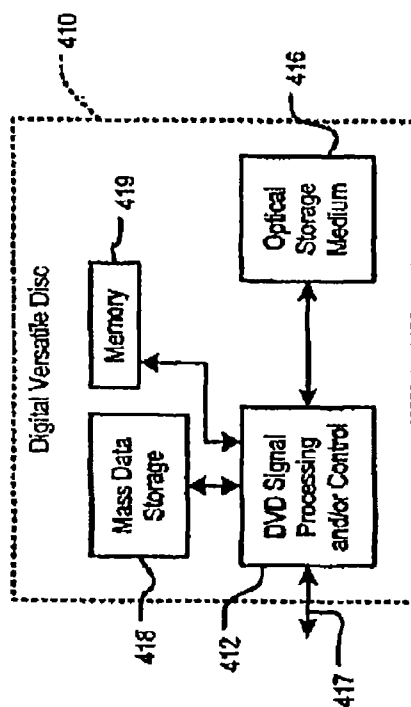 410
Digital Versatile Disc
419
Memory
Mass Data
Storage
418
416
Optical
Storage
Medium
DVD Signal
Processing
and/or Control
412
417